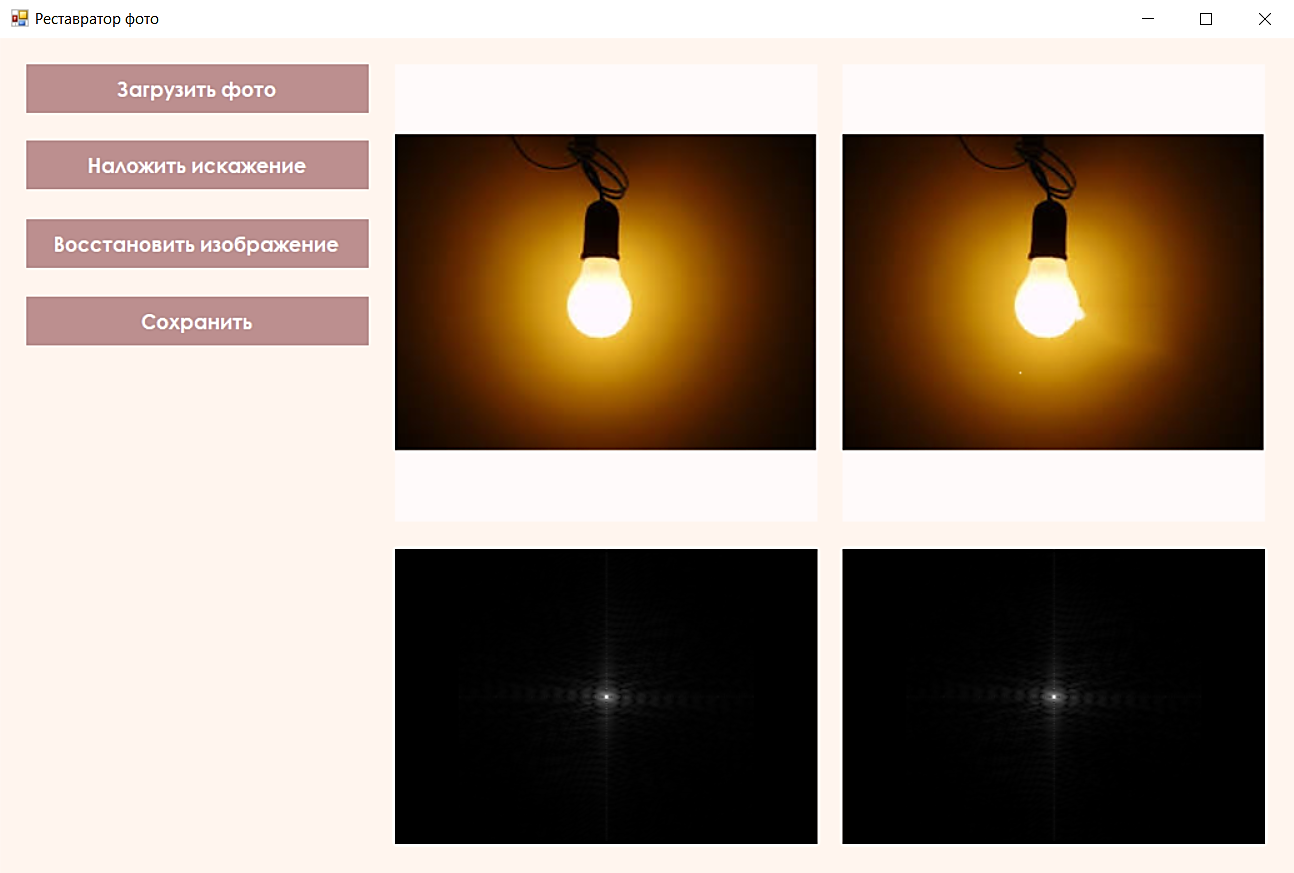 Реставратор фото
Загрузить фото
Наложить искажение
Восстановить изображение
Сохранить